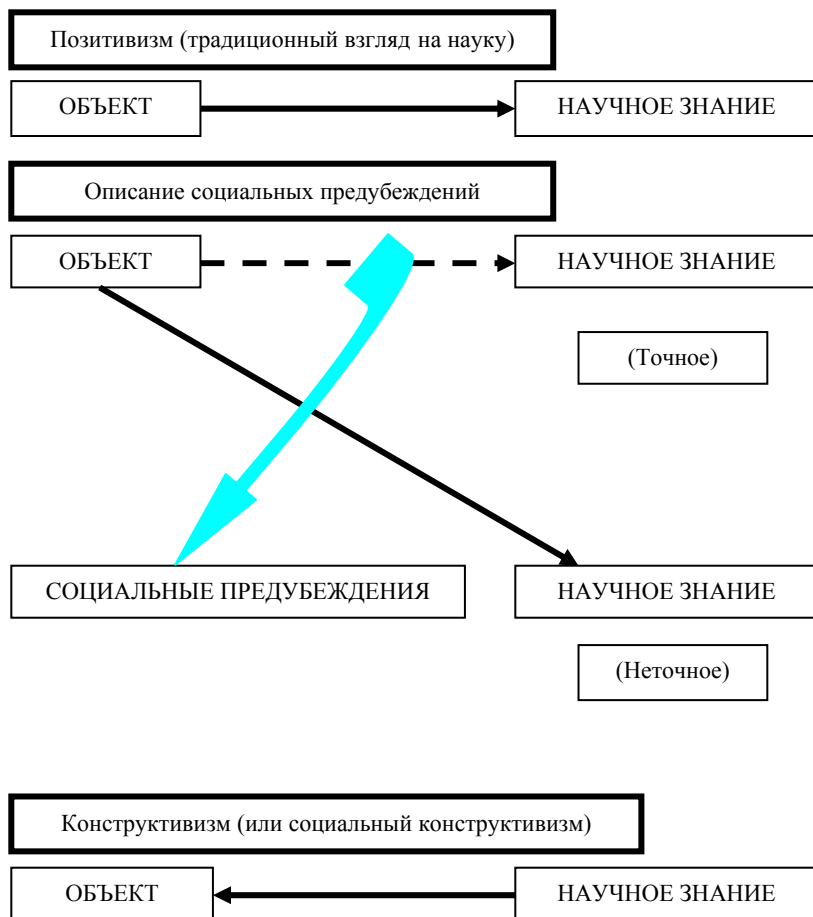 Позитивизм (традиционный взгляд на науку)
ОБЪЕКТ
НАУЧНОЕ ЗНАНИЕ
Описание социальных предубеждений
ОБЪЕКТ
НАУЧНОЕ ЗНАНИЕ
(Точное)
СОЦИАЛЬНЫЕ ПРЕДУБЕЖДЕНИЯ
НАУЧНОЕ ЗНАНИЕ
(Неточное)
Конструктивизм (или социальный конструктивизм)
ОБЪЕКТ
НАУЧНОЕ ЗНАНИЕ